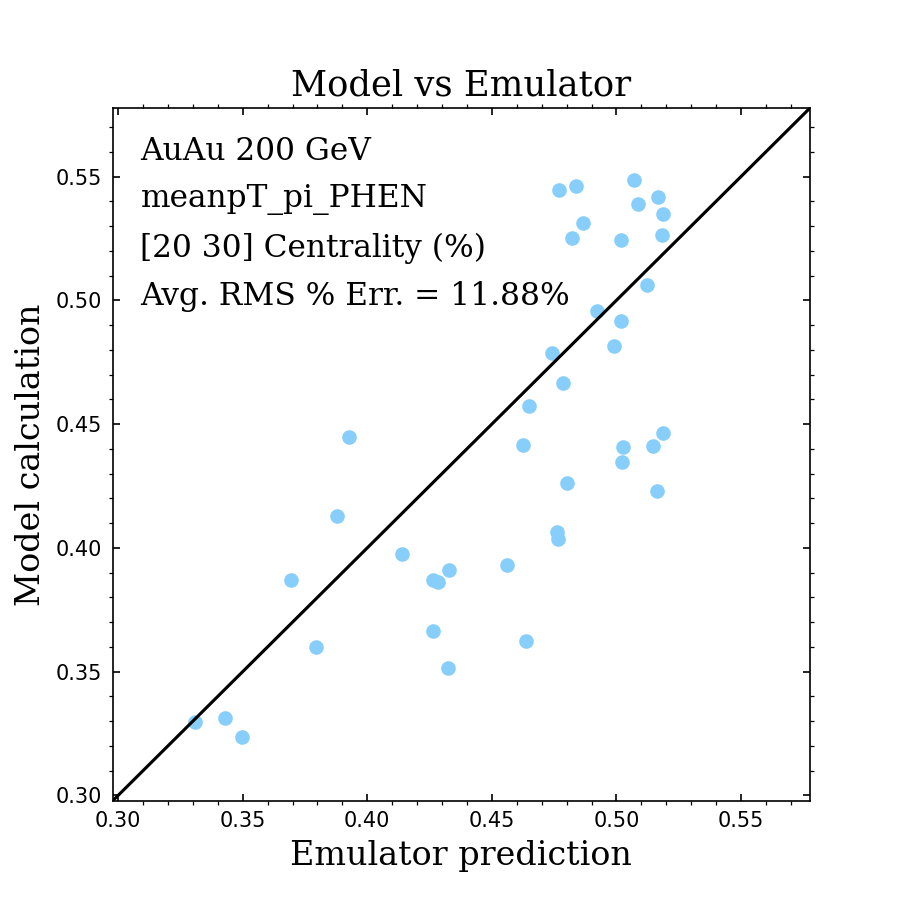 Model vs Emulator
AuAu 200 GeV
meanpT_pi_PHEN
[20 30] Centrality (%)
Avg. RMS % Err. = 11.88%
Model calculation
0.55
0.50
0.45
0.40
0.35
0.30
0.30 0.35 0.40 0.45 0.50 0.55
Emulator prediction